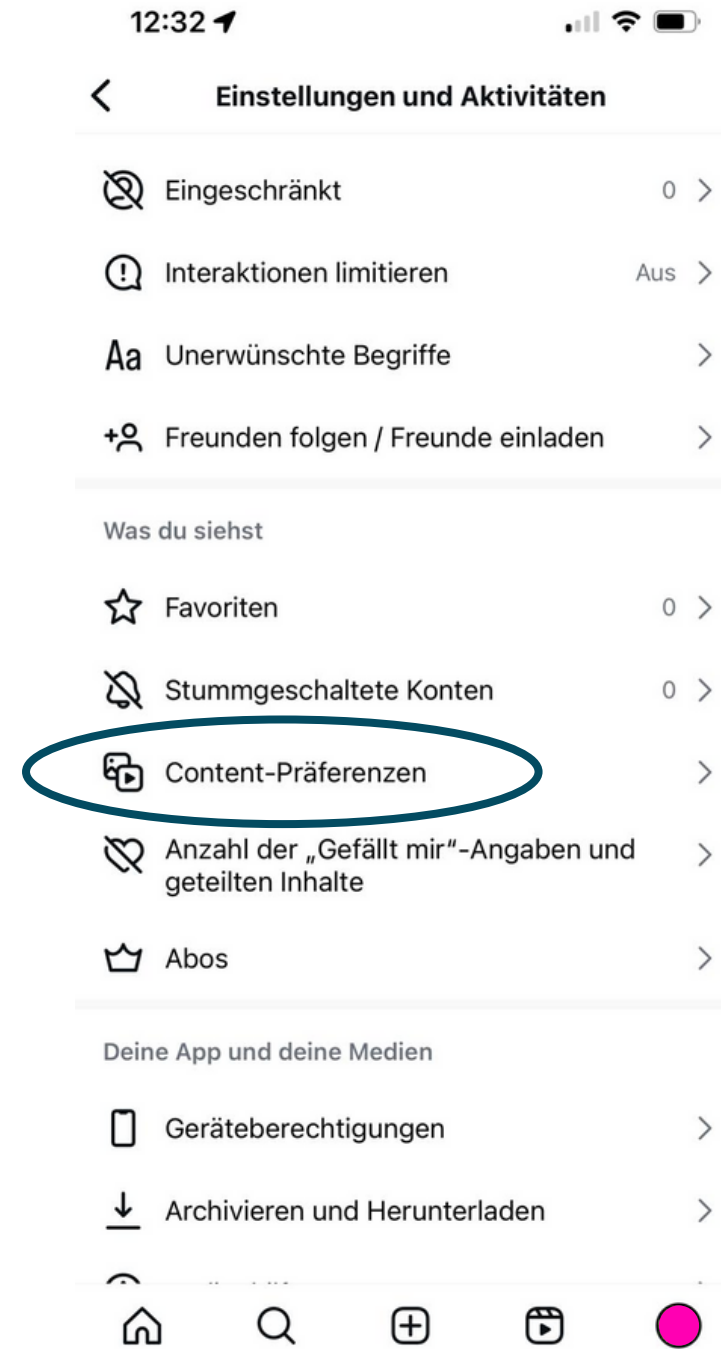 12:32
Einstellungen und Aktivitäten
Eingeschränkt 0
Interaktionen limitieren Aus
Aa Unerwünschte Begriffe
Freunden folgen / Freunde einladen
Was du siehst
Favoriten 0
Stummgeschaltete Konten 0
Content-Präferenzen
Anzahl der „Gefällt mir"-Angaben und
geteilten Inhalte
Abos
Deine App und deine Medien
Geräteberechtigungen
Archivieren und Herunterladen